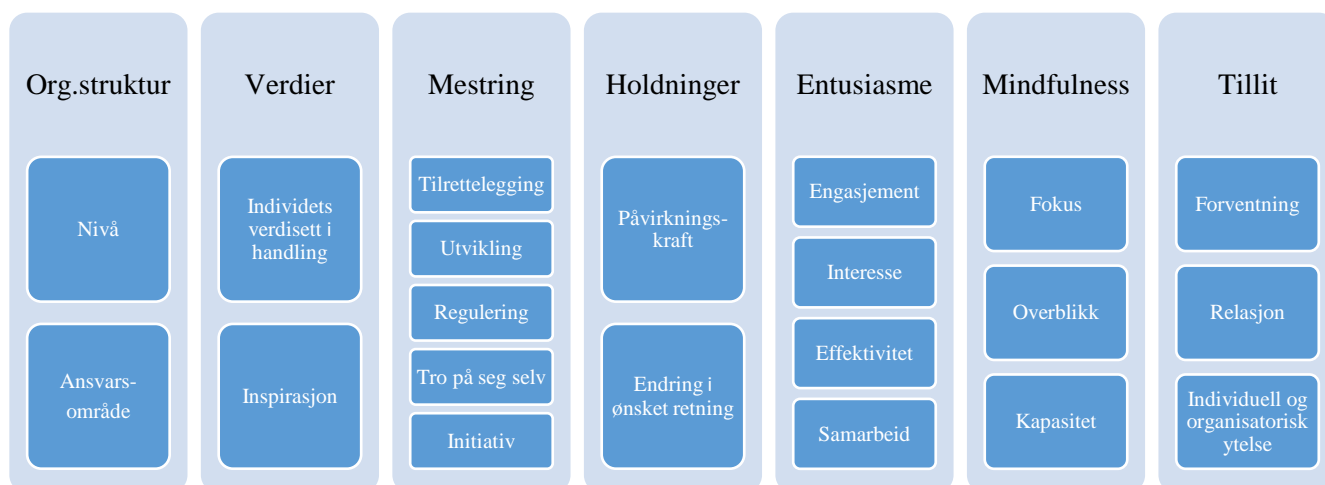 Org.struktur
Nivå
Ansvars-
område
Verdier
Individets
verdisett i
handling
Inspirasjon
Mestring
Tilrettelegging
Utvikling
Regulering
Tro på seg selv
Initiativ
Holdninger
Påvirknings-
kraft
Endring i
ønsket retning
Entusiasme
Engasjement
Interesse
Effektivitet
Samarbeid
Mindfulness
Fokus
Overblikk
Kapasitet
Tillit
Forventning
Relasjon
Individuell og
organisatorisk
ytelse